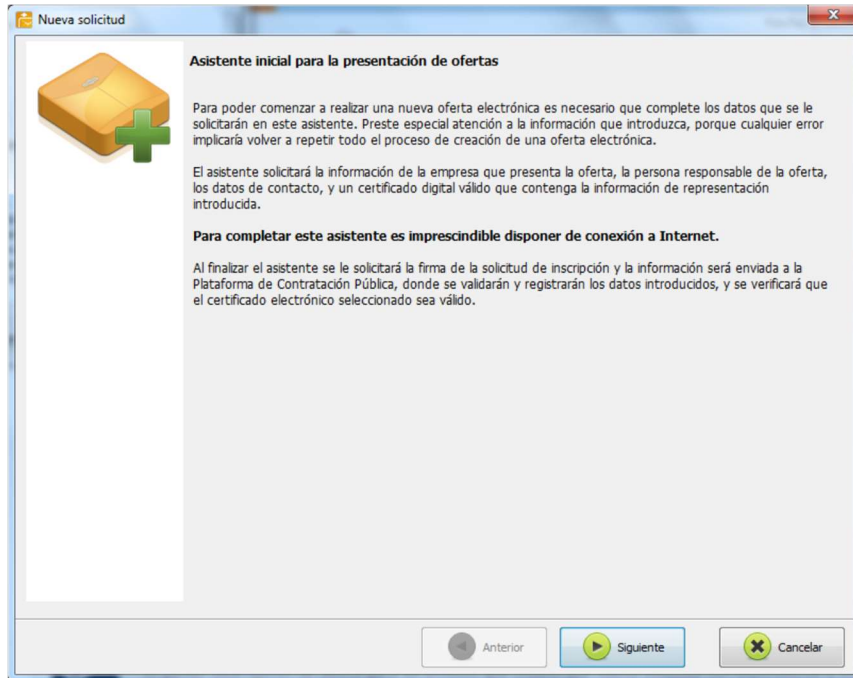 Nueva solicitud
Asistente inicial para la presentación de ofertas
Para poder comenzar a realizar una nueva oferta electrónica es necesario que complete los datos que se le
solicitarán en este asistente. Preste especial atención a la información que introduzca, porque cualquier error
implicaría volver a repetir todo el proceso de creación de una oferta electrónica.
El asistente solicitará la información de la empresa que presenta la oferta, la persona responsable de la oferta,
los datos de contacto, y un certificado digital válido que contenga la información de representación
introducida.
Para completar este asistente es imprescindible disponer de conexión a Internet.
Al finalizar el asistente se le solicitará la firma de la solicitud de inscripción y la información será enviada a la
Plataforma de Contratación Pública, donde se validarán y registrarán los datos introducidos, y se verificará que
el certificado electrónico seleccionado sea válido.
Anterior
Siguiente
Cancelar